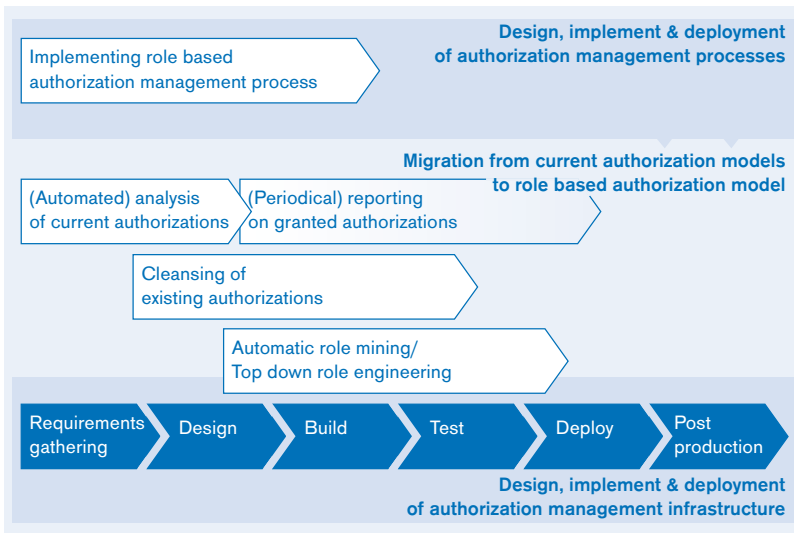 Design, implement & deployment
of authorization management processes
Implementing role based
authorization management process
Migration from current authorization models
to role based authorization model
(Automated) analysis
of current authorizations
(Periodical) reporting
on granted authorizations
Cleansing of
existing authorizations
Automatic role mining/
Top down role engineering
Requirements
gathering
Design
Build
Test
Deploy
Post
production
Design, implement & deployment
of authorization management infrastructure